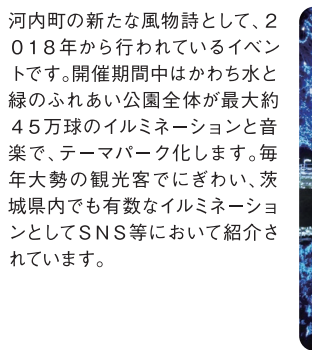 河内町の新たな風物詩として、２
０１８年から行われているイベン
トです。開催期間中はかわち水と
緑のふれあい公園全体が最大約
４５万球のイルミネーションと音
楽で、テーマパーク化します。毎
年大勢の観光客でにぎわい、茨
城県内でも有数なイルミネーショ
ンとしてＳＮＳ等において紹介さ
れています。